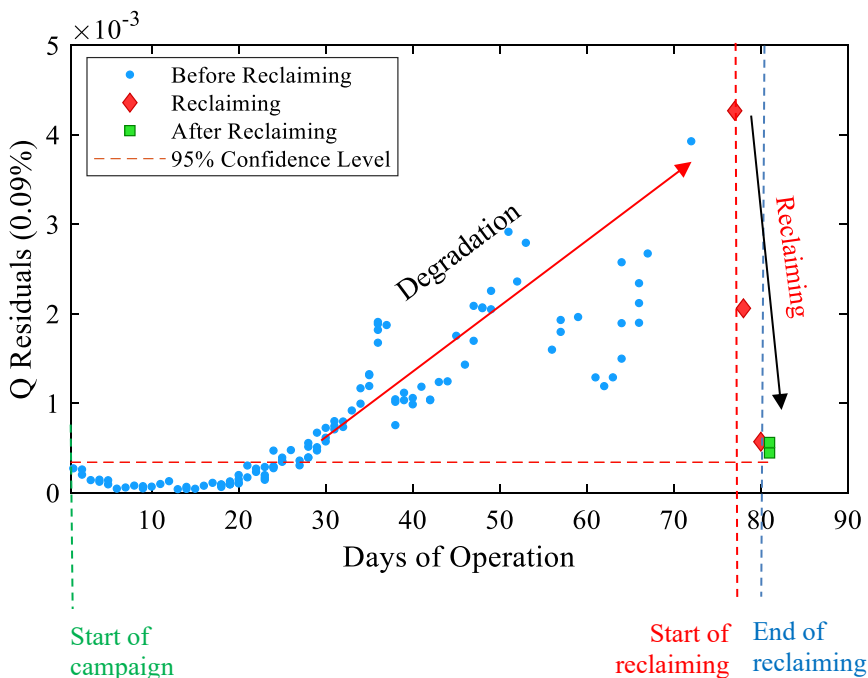 ×10⁻³
5
4
3
2
1
0
Q Residuals (0.09%)
Before Reclaiming
Reclaiming
After Reclaiming
95% Confidence Level
Degradation
Reclaiming
10 20 30 40 50 60 70 80 90
Days of Operation
Start of
campaign
Start of
reclaiming
End of
reclaiming